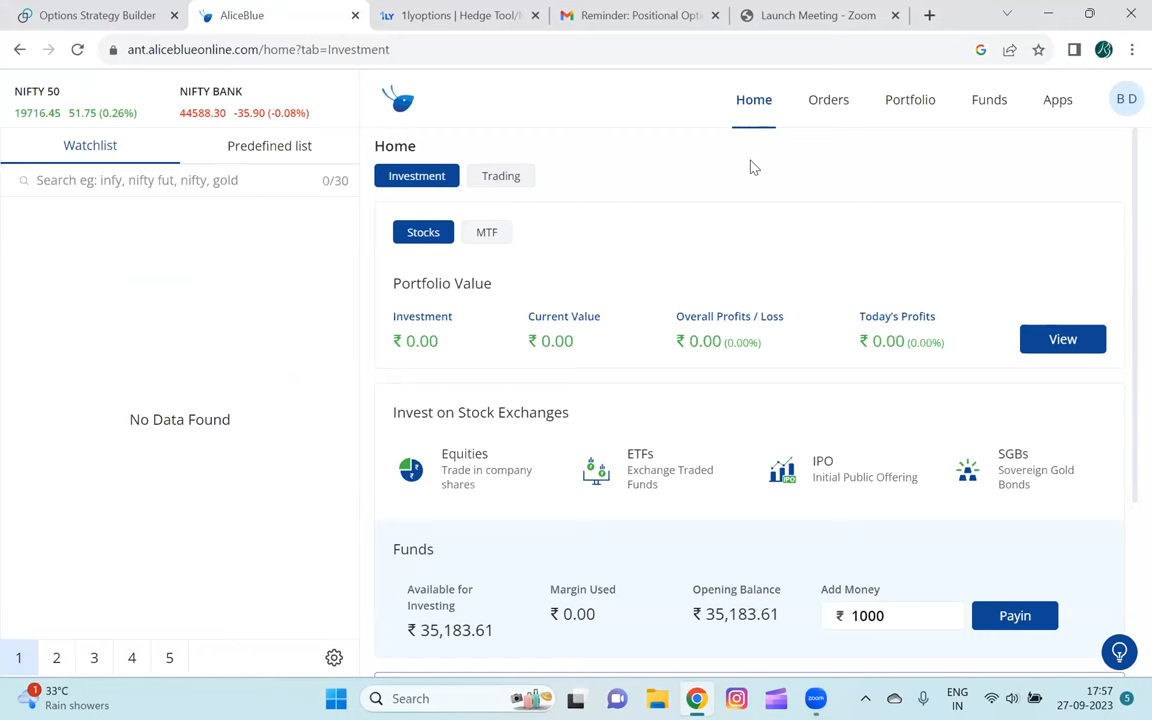 Options Strategy Builder
AliceBlue
1lyoptions | Hedge Tool/
Reminder: Positional Opti
Launch Meeting - Zoom
ant.aliceblueonline.com/home?tab=Investment
NIFTY 50
19716.45 51.75 (0.26%)
NIFTY BANK
44588.30 -35.90 (-0.08%)
Home
Orders
Portfolio
Funds
Apps
B D
Watchlist
Predefined list
Search eg: infy, nifty fut, nifty, gold
0/30
No Data Found
1 2 3 4 5
Home
Investment
Trading
Stocks
MTF
Portfolio Value
Investment
₹ 0.00
Current Value
₹ 0.00
Overall Profits / Loss
₹ 0.00 (0.00%)
Today's Profits
₹ 0.00 (0.00%)
View
Invest on Stock Exchanges
Equities
Trade in company
shares
ETFs
Exchange Traded
Funds
IPO
IPO
Initial Public Offering
SGBs
Sovereign Gold
Bonds
Funds
Available for
Investing
₹ 35,183.61
Margin Used
₹ 0.00
Opening Balance
₹ 35,183.61
Add Money
₹ 1000
Payin
1
33°C
Rain showers
Search
zoom
ENG
IN
17:57
27-09-2023
5